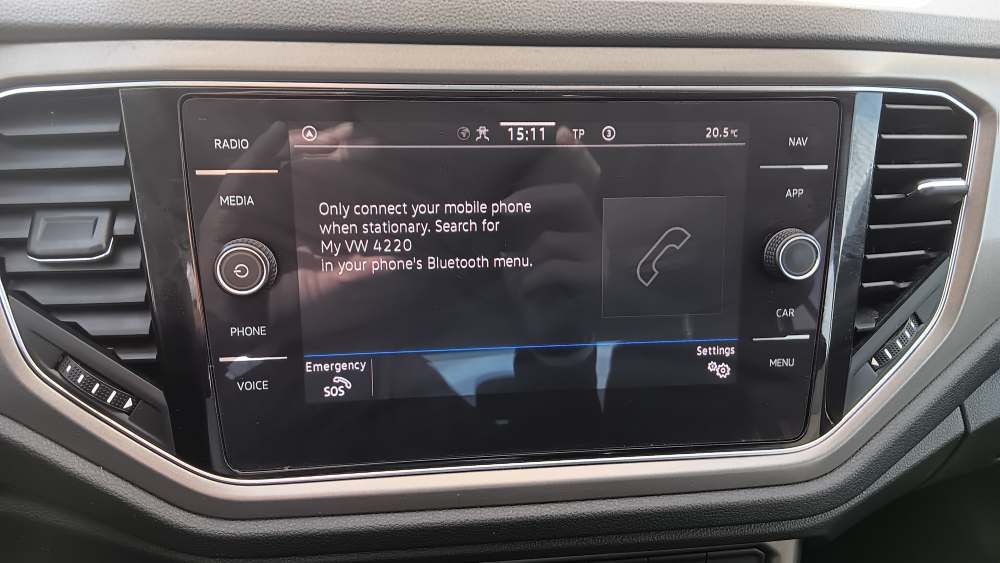 RADIO
MEDIA
PHONE
VOICE
15:11
TP
3
20.5°C
Only connect your mobile phone
when stationary. Search for
My VW 4220
in your phone's Bluetooth menu.
Emergency
SOS
Settings
NAV
APP
CAR
MENU